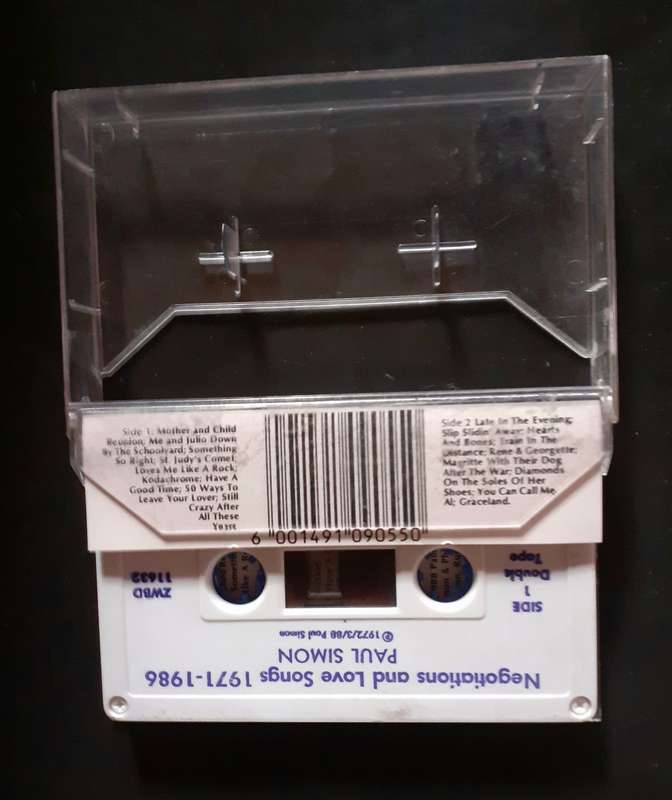 Side 1: Mother and Child
Reunion; Me and Julio Down
By The Schoolyard; Something
So Right; St. Judy's Comet;
Loves Me Like A Rock;
Kodachrome; Have A
Good Time; 50 Ways To
Leave Your Lover; Still
Crazy After
All These
Years
Side 2 Late In The Evening;
Slip Slidin' Away; Hearts
And Bones; Train In The
Distance; Rene & Georgette;
Magritte With Their Dog
After The War; Diamonds
On The Soles Of Her
Shoes; You Can Call Me
Al; Graceland.
6 001491 090550
Negotiations and Love Songs 1971-1986
PAUL SIMON
℗ 1972/3/88 Paul Simon
SIDE
1
Double
Tape
ZWBD
11632